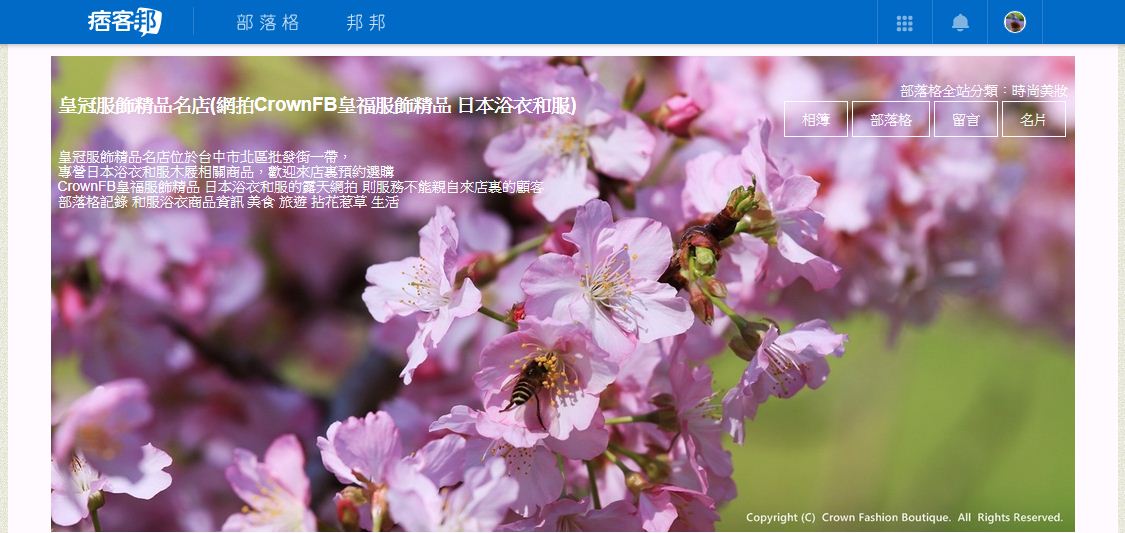 痞客邦
部落格
邦邦
皇冠服飾精品名店(網拍CrownFB皇福服飾精品 日本浴衣和服)
部落格全站分類：時尚美妝
相簿 部落格 留言 名片
皇冠服飾精品名店位於台中市北區批發街一帶，
專營日本浴衣和服木屐相關商品，歡迎來店裏預約選購
CrownFB皇福服飾精品 日本浴衣和服的露天網拍 則服務不能親自來店裏的顧客
部落格記錄 和服浴衣商品資訊 美食 旅遊 拈花惹草 生活
Copyright (C) Crown Fashion Boutique. All Rights Reserved.